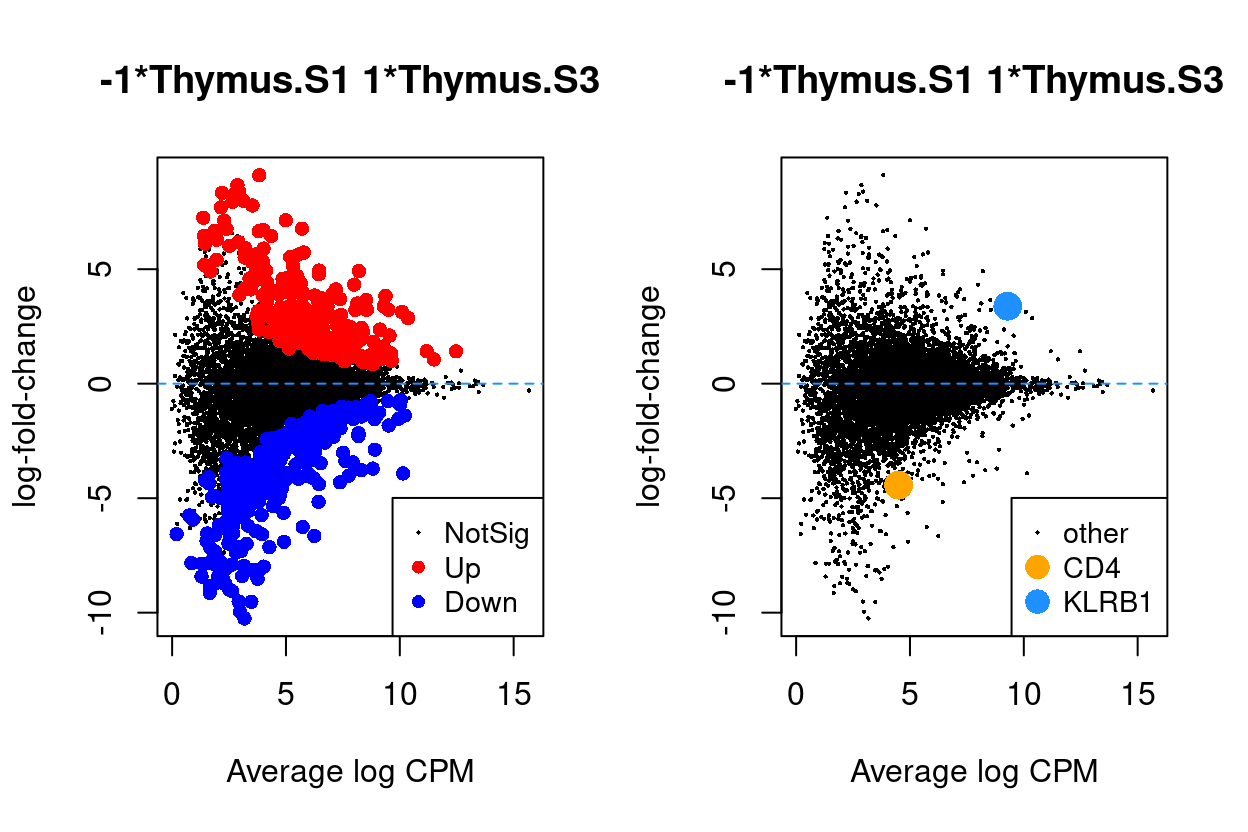 -1*Thymus.S1 1*Thymus.S3
log-fold-change
5
0
-5
-10
NotSig
Up
Down
0 5 10 15
Average log CPM
-1*Thymus.S1 1*Thymus.S3
log-fold-change
5
0
-5
-10
other
CD4
KLRB1
0 5 10 15
Average log CPM